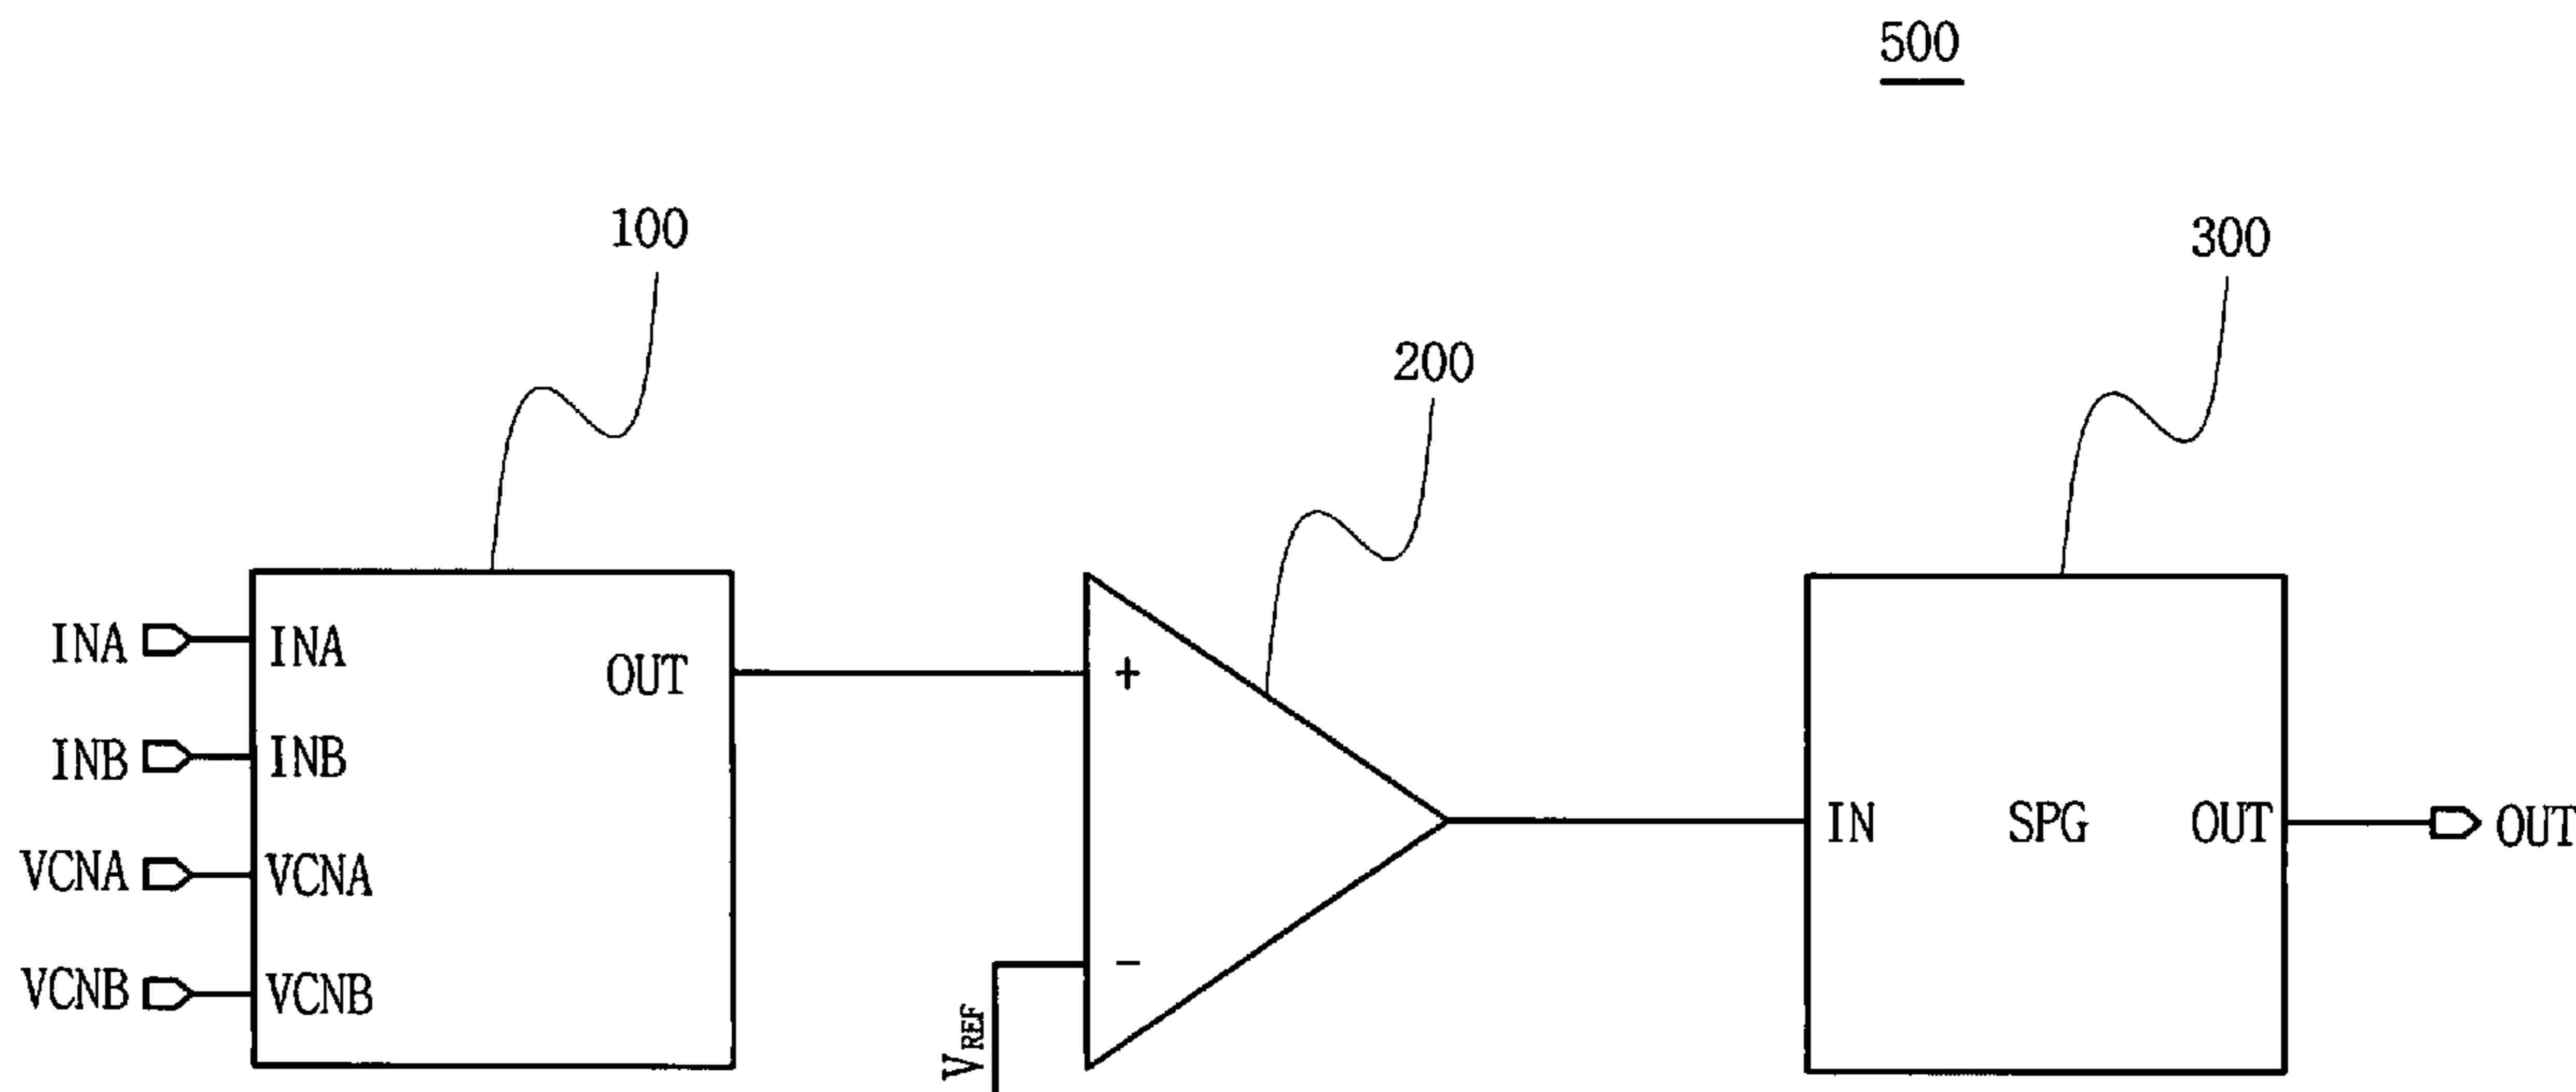 500
100
300
200
INA
INA
OUT
+
INB
INB
IN
SPG
OUT
OUT
VCNA
VCNA
VCNB
VCNB
−
VREF